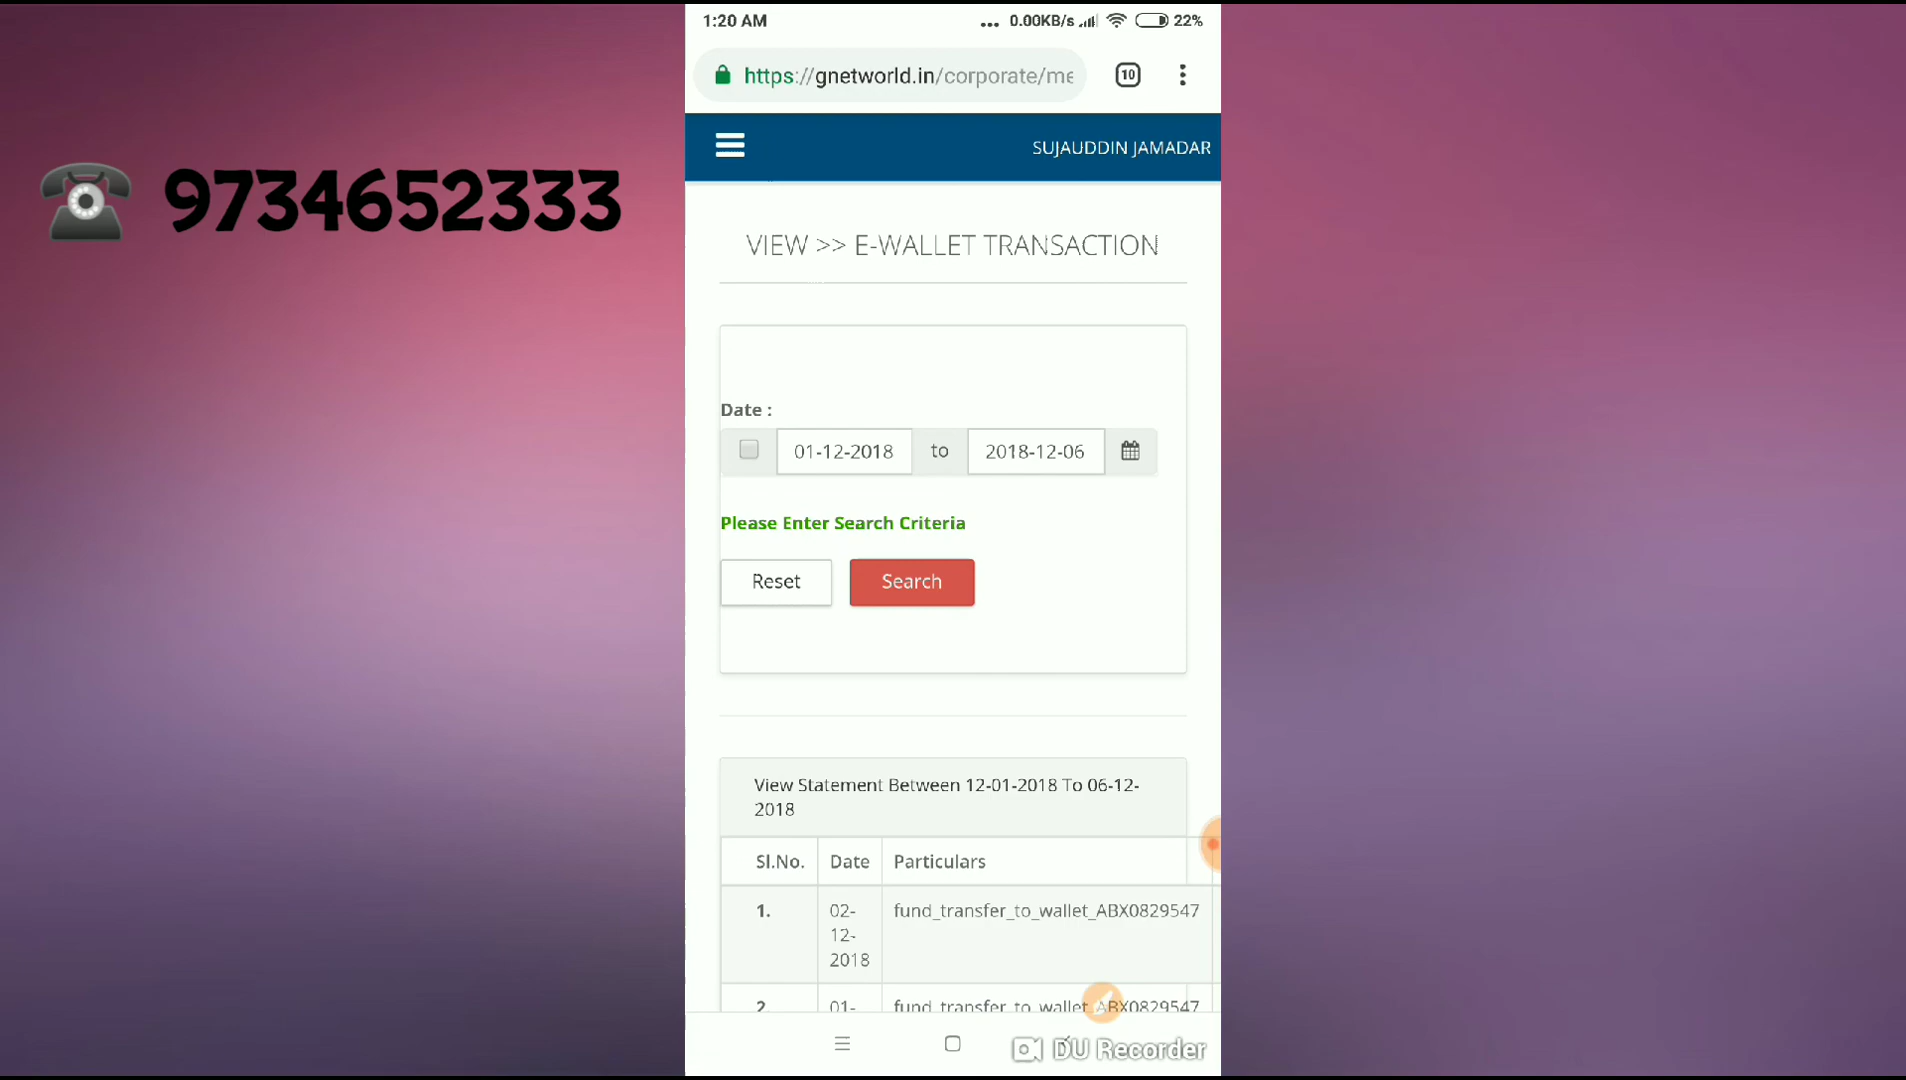 1:20 AM ... 0.00KB/s 22%
https://gnetworld.in/corporate/me 10
9734652333
SUJAUDDIN JAMADAR
VIEW >> E-WALLET TRANSACTION
Date :
01-12-2018 to 2018-12-06
Please Enter Search Criteria
Reset Search
View Statement Between 12-01-2018 To 06-12-
2018
Sl.No. Date Particulars
1. 02- fund_transfer_to_wallet_ABX0829547
12-
2018
2. 01- fund_transfer_to_wallet_ABX0829547
DU Recorder